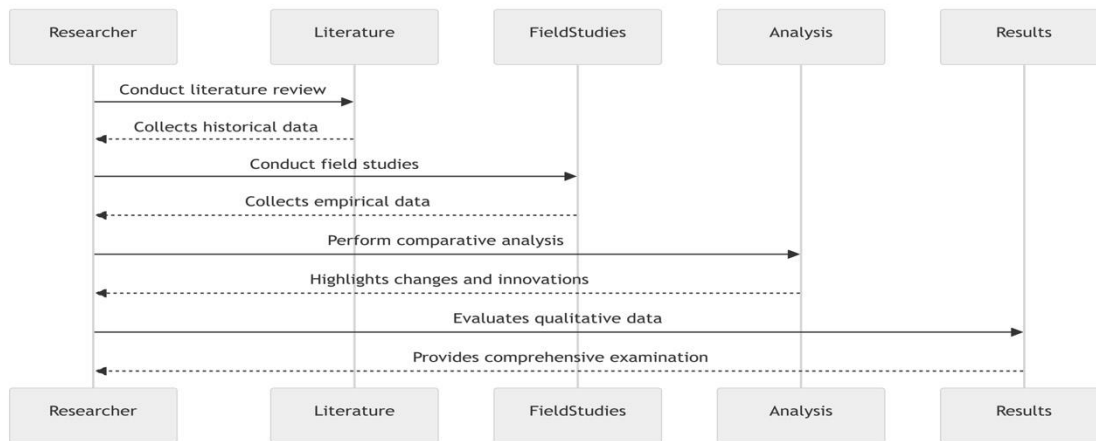 Researcher
Literature
FieldStudies
Analysis
Results
Conduct literature review
Collects historical data
Conduct field studies
Collects empirical data
Perform comparative analysis
Highlights changes and innovations
Evaluates qualitative data
Provides comprehensive examination
Researcher
Literature
FieldStudies
Analysis
Results